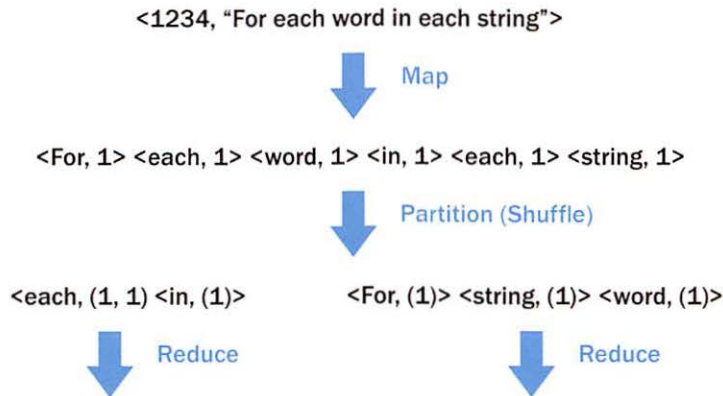 <1234, “For each word in each string”>
Map
<For, 1> <each, 1> <word, 1> <in, 1> <each, 1> <string, 1>
Partition (Shuffle)
<each, (1, 1) <in, (1)>
<For, (1)> <string, (1)> <word, (1)>
Reduce
Reduce